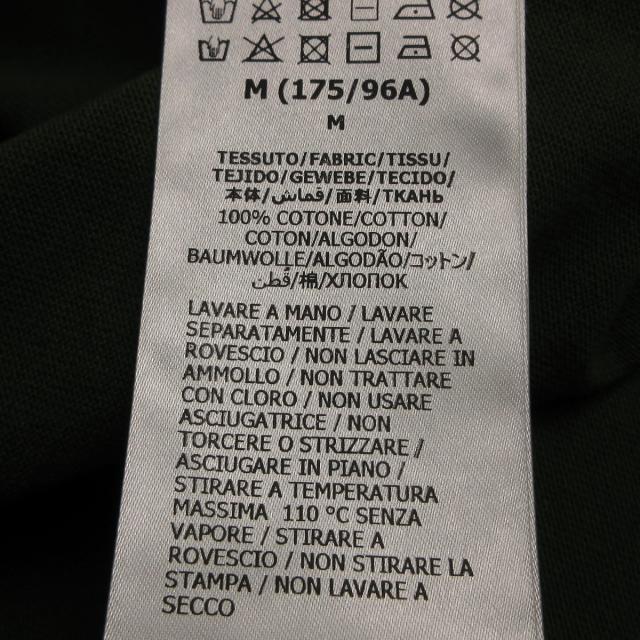 M (175/96A)
M
TESSUTO/FABRIC/TISSU/
TEJIDO/GEWEBE/TECIDO/
本体/قماش/面料/ТКАНЬ
100% COTONE/COTTON/
COTON/ALGODON/
BAUMWOLLE/ALGODÃO/コットン/
قُطن/棉/ХЛОПОК
LAVARE A MANO / LAVARE
SEPARATAMENTE / LAVARE A
ROVESCIO / NON LASCIARE IN
AMMOLLO / NON TRATTARE
CON CLORO / NON USARE
ASCIUGATRICE / NON
TORCERE O STRIZZARE /
ASCIUGARE IN PIANO /
STIRARE A TEMPERATURA
MASSIMA 110 °C SENZA
VAPORE / STIRARE A
ROVESCIO / NON STIRARE LA
STAMPA / NON LAVARE A
SECCO